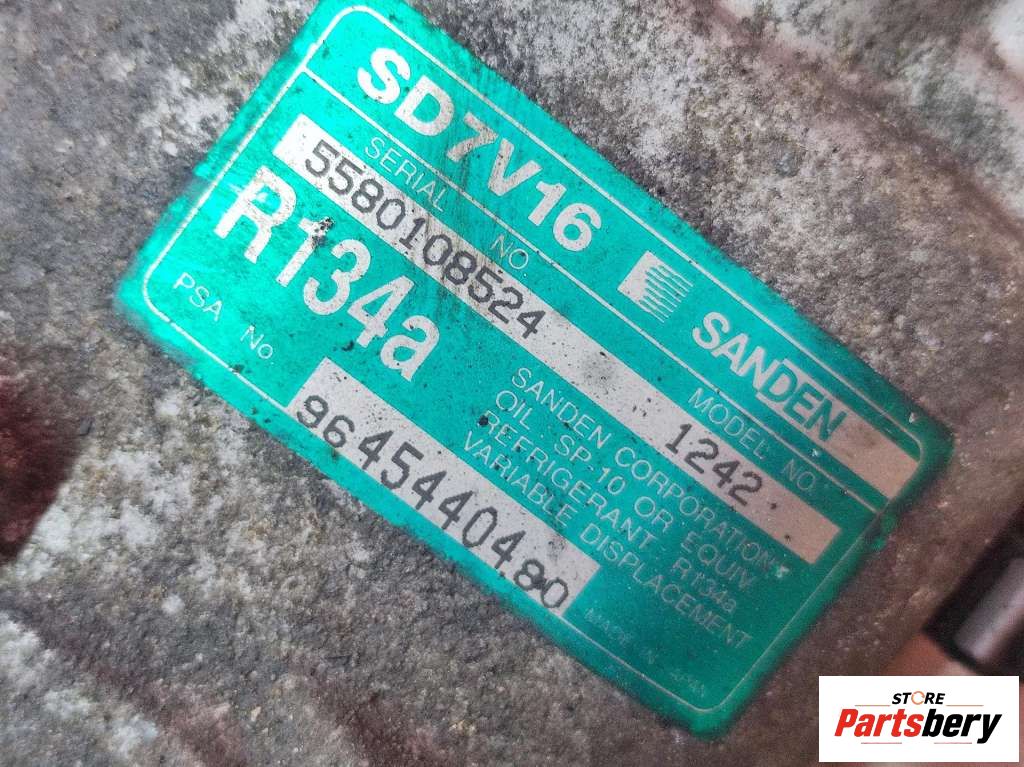 SD7V16
SANDEN
SERIAL NO.
MODEL NO.
5580108524
1242
R134a
SANDEN CORPORATION
OIL : SP-10 OR EQUIV.
REFRIGERANT : R134a
VARIABLE DISPLACEMENT
PSA No.
9645440480
MADE IN JAPAN
STORE
Partsbery